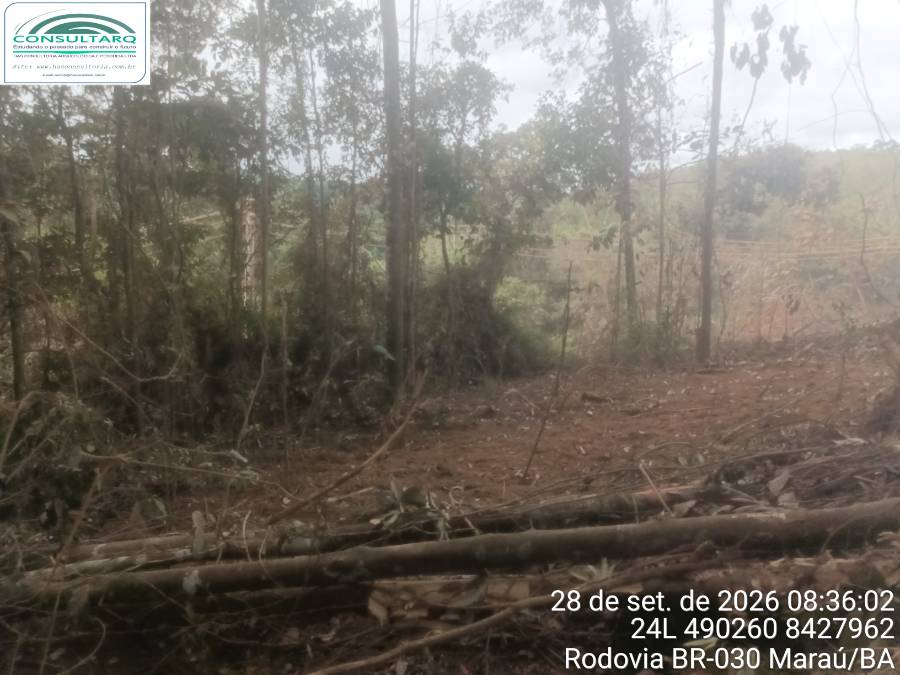 CONSULTARQ
Estudando o passado para construir o futuro
28 de set. de 2026 08:36:02
24L 490260 8427962
Rodovia BR-030 Maraú/BA